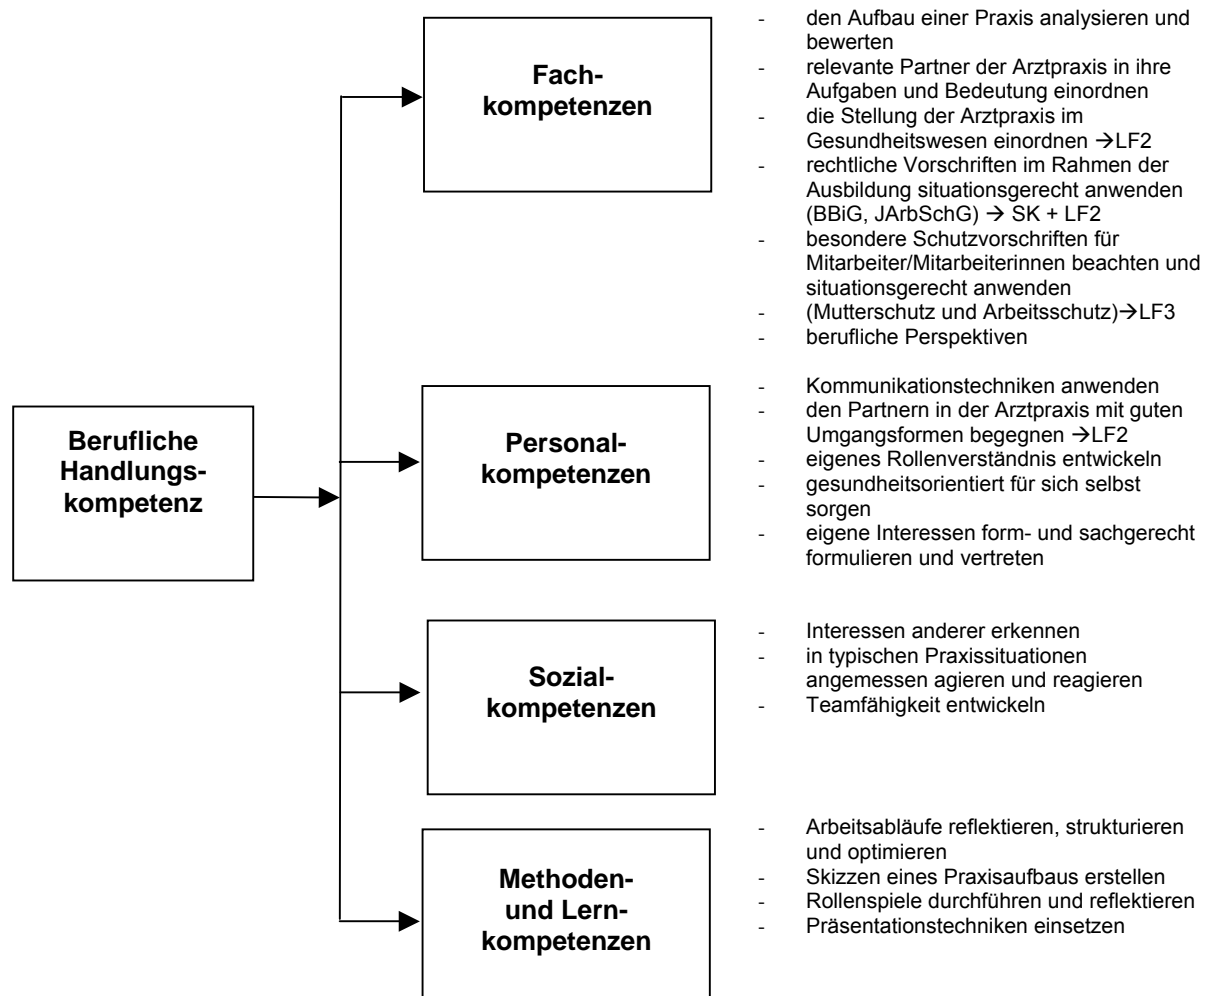 Berufliche
Handlungs-
kompetenz
Fach-
kompetenzen
- den Aufbau einer Praxis analysieren und
bewerten
- relevante Partner der Arztpraxis in ihre
Aufgaben und Bedeutung einordnen
- die Stellung der Arztpraxis im
Gesundheitswesen einordnen →LF2
- rechtliche Vorschriften im Rahmen der
Ausbildung situationsgerecht anwenden
(BBiG, JArbSchG) → SK + LF2
- besondere Schutzvorschriften für
Mitarbeiter/Mitarbeiterinnen beachten und
situationsgerecht anwenden
- (Mutterschutz und Arbeitsschutz)→LF3
- berufliche Perspektiven
Personal-
kompetenzen
- Kommunikationstechniken anwenden
- den Partnern in der Arztpraxis mit guten
Umgangsformen begegnen →LF2
- eigenes Rollenverständnis entwickeln
- gesundheitsorientiert für sich selbst
sorgen
- eigene Interessen form- und sachgerecht
formulieren und vertreten
Sozial-
kompetenzen
- Interessen anderer erkennen
- in typischen Praxissituationen
angemessen agieren und reagieren
- Teamfähigkeit entwickeln
Methoden-
und Lern-
kompetenzen
- Arbeitsabläufe reflektieren, strukturieren
und optimieren
- Skizzen eines Praxisaufbaus erstellen
- Rollenspiele durchführen und reflektieren
- Präsentationstechniken einsetzen